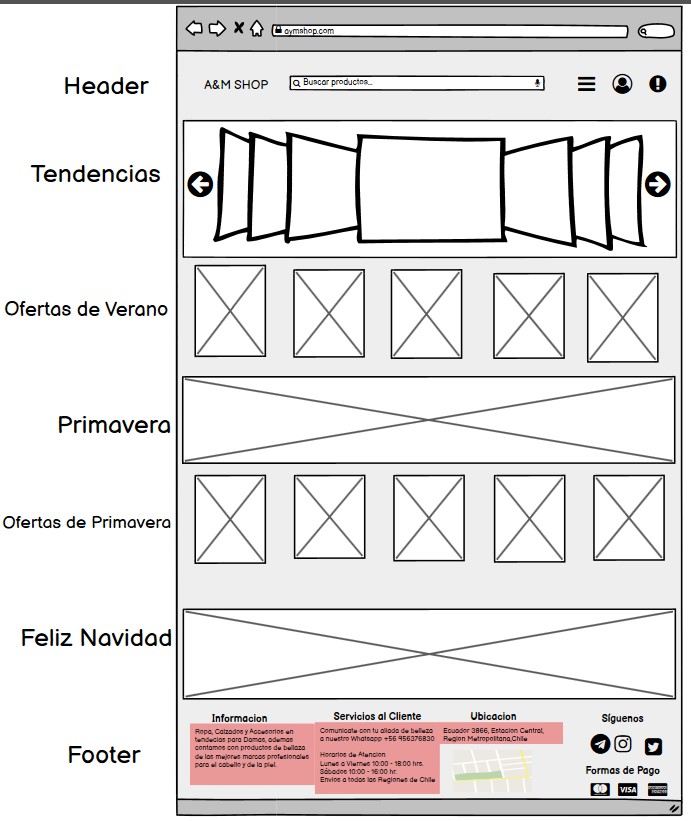 aymshop.com
Header
A&M SHOP
Buscar productos...
Tendencias
Ofertas de Verano
Primavera
Ofertas de Primavera
Feliz Navidad
Footer
Informacion
Ropa, Calzados y Accesorios en
tendencias para Damas, ademas
contamos con productos de belleza
de las mejores marcas profesionales
para el cabello y de la piel.
Servicios al Cliente
Comunicate con tu aliada de belleza
a nuestro Whatsapp +56 956376830
Horarios de Atencion
Lunes a Viernes 10:00 - 18:00 hrs.
Sábados 10:00 - 16:00 hr.
Envios a todas las Regiones de Chile
Ubicacion
Ecuador 3866, Estacion Central,
Region Metropolitana,Chile
Síguenos
Formas de Pago
VISA